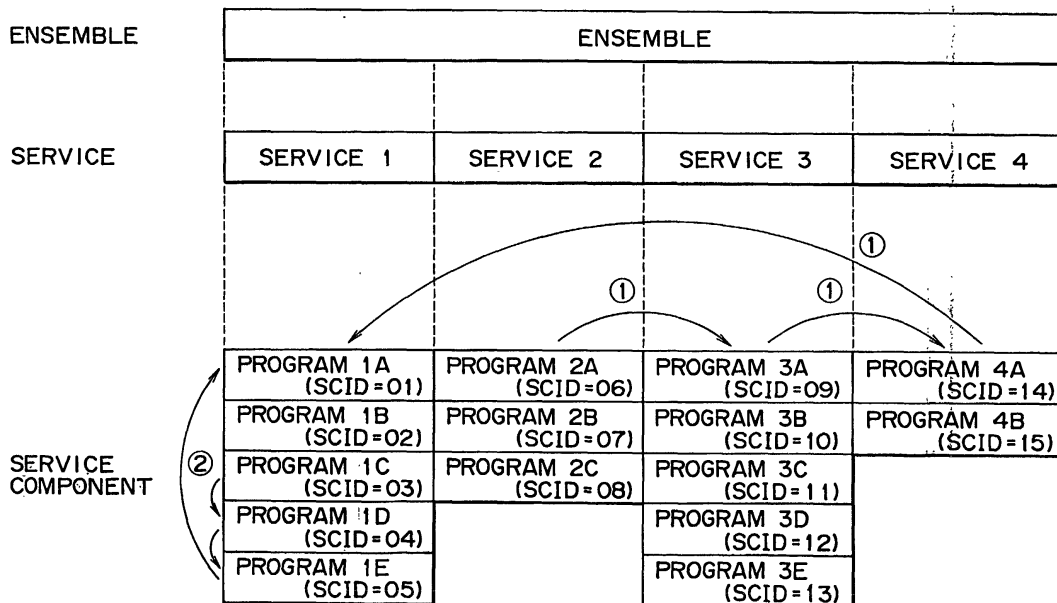 ENSEMBLE
ENSEMBLE
SERVICE
SERVICE 1
SERVICE 2
SERVICE 3
SERVICE 4
①
①
①
PROGRAM 1A
(SCID=01)
PROGRAM 2A
(SCID=06)
PROGRAM 3A
(SCID=09)
PROGRAM 4A
(SCID=14)
PROGRAM 1B
(SCID=02)
PROGRAM 2B
(SCID=07)
PROGRAM 3B
(SCID=10)
PROGRAM 4B
(SCID=15)
SERVICE
COMPONENT
②
PROGRAM 1C
(SCID=03)
PROGRAM 2C
(SCID=08)
PROGRAM 3C
(SCID=11)
PROGRAM 1D
(SCID=04)
PROGRAM 3D
(SCID=12)
PROGRAM 1E
(SCID=05)
PROGRAM 3E
(SCID=13)